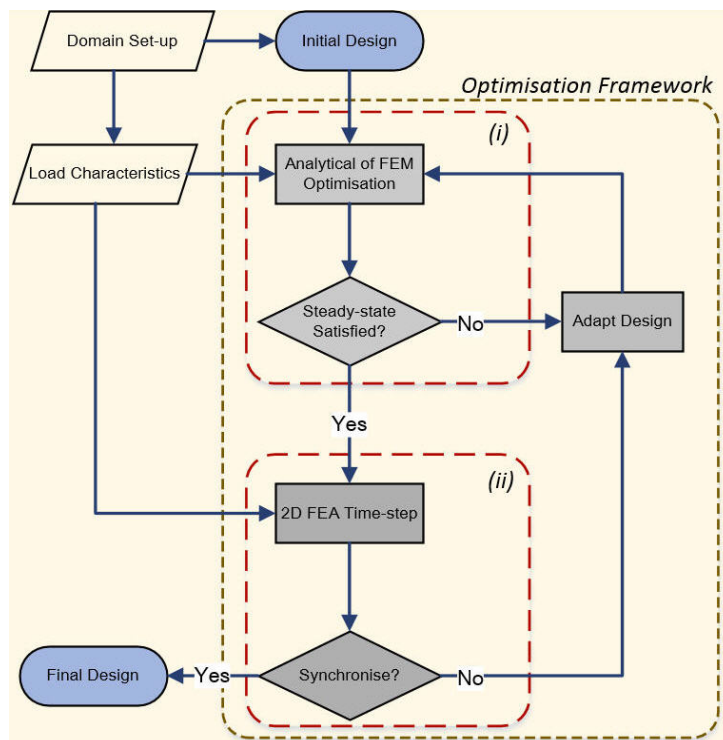 Domain Set-up
Initial Design
Optimisation Framework
(i)
Load Characteristics
Analytical of FEM
Optimisation
Steady-state
Satisfied?
No
Adapt Design
Yes
(ii)
2D FEA Time-step
Final Design
Yes
Synchronise?
No